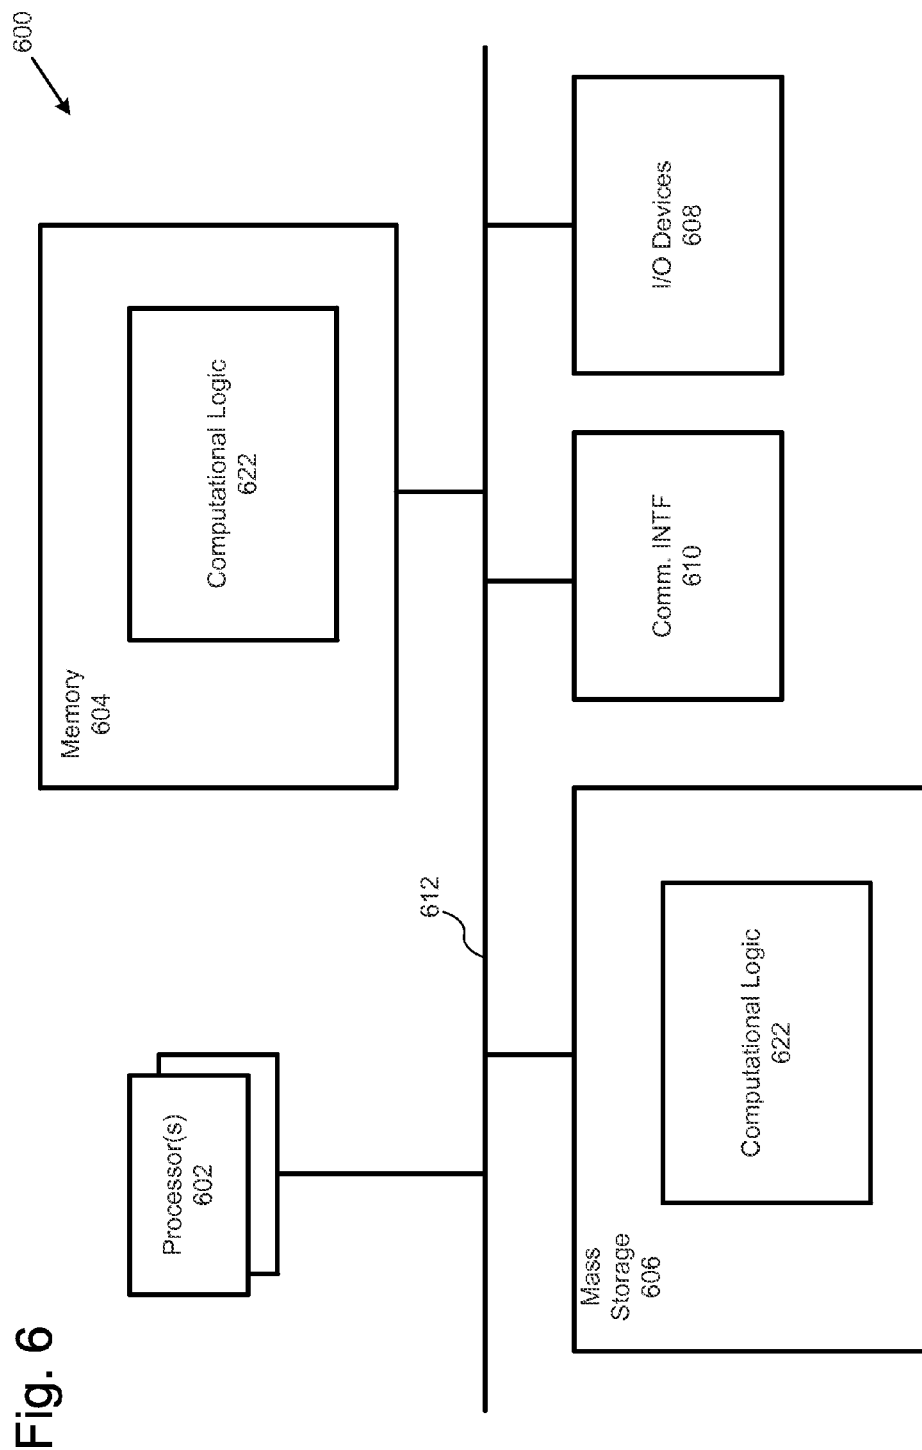 Fig. 6
600
Processor(s)
602
Memory
604
Computational Logic
622
612
Mass
Storage
606
Computational Logic
622
Comm. INTF
610
I/O Devices
608